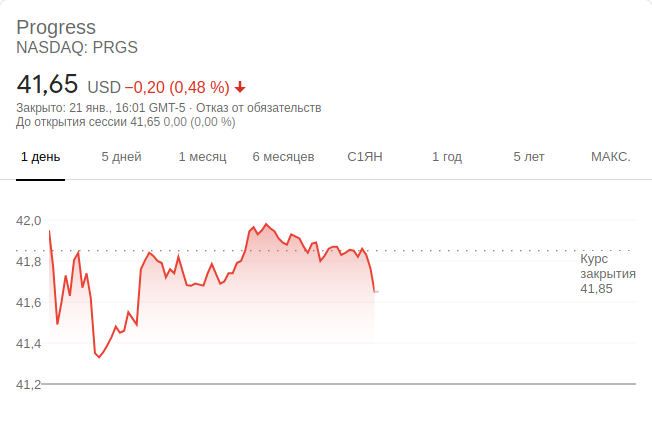 Progress
NASDAQ: PRGS
41,65 USD −0,20 (0,48 %)
Закрыто: 21 янв., 16:01 GMT-5 · Отказ от обязательств
До открытия сессии 41,65 0,00 (0,00 %)
1 день 5 дней 1 месяц 6 месяцев С1ЯН 1 год 5 лет МАКС.
42,0
41,8
41,6
41,4
41,2
Курс
закрытия
41,85